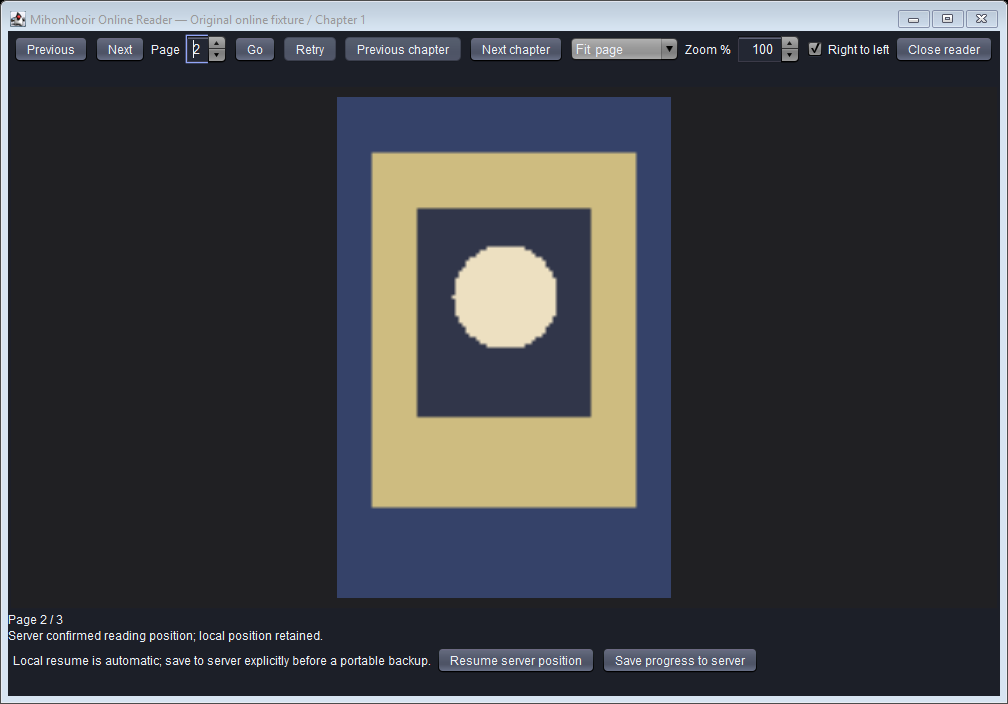 MihonNooir Online Reader — Original online fixture / Chapter 1
Previous Next Page 2 Go Retry Previous chapter Next chapter Fit page Zoom % 100 Right to left Close reader
Page 2 / 3
Server confirmed reading position; local position retained.
Local resume is automatic; save to server explicitly before a portable backup. Resume server position Save progress to server